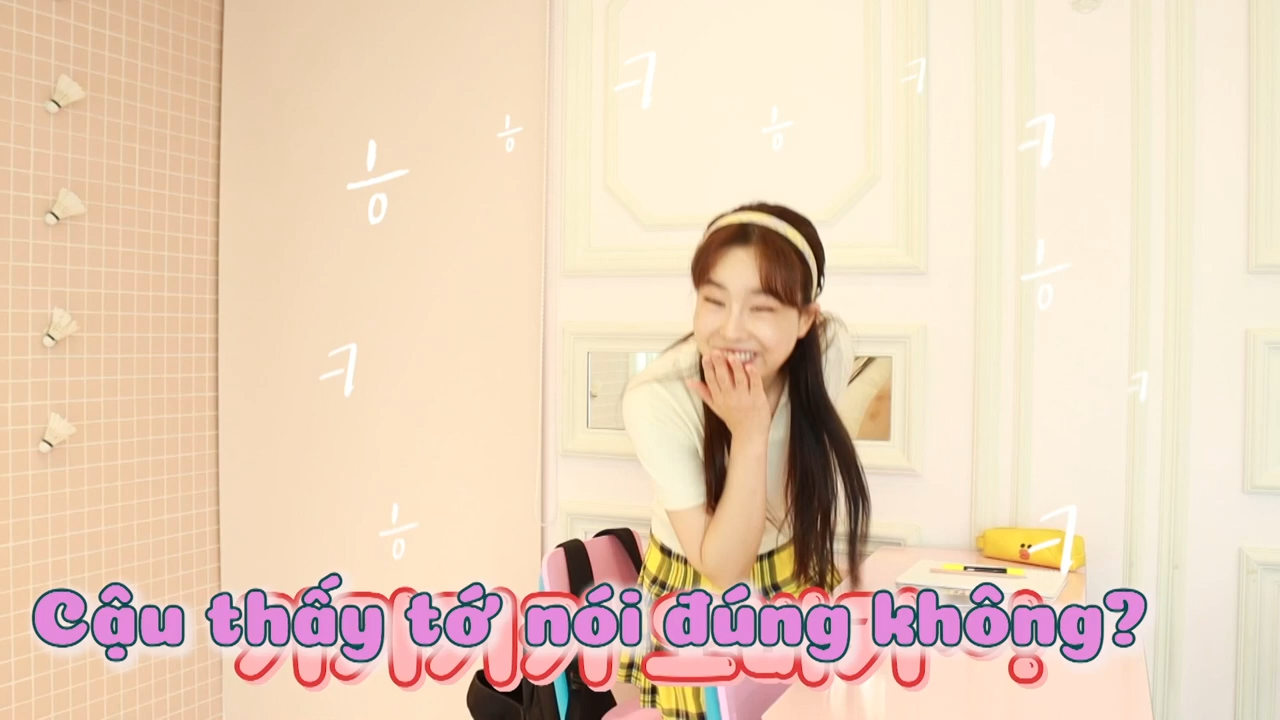 ㅋ
ㅋ
ㅎ
ㅎ
ㅋ
ㅎ
ㅎ
ㅋ
ㅋ
ㅎ
ㅋ
Cậu thấy tớ nói đúng không?